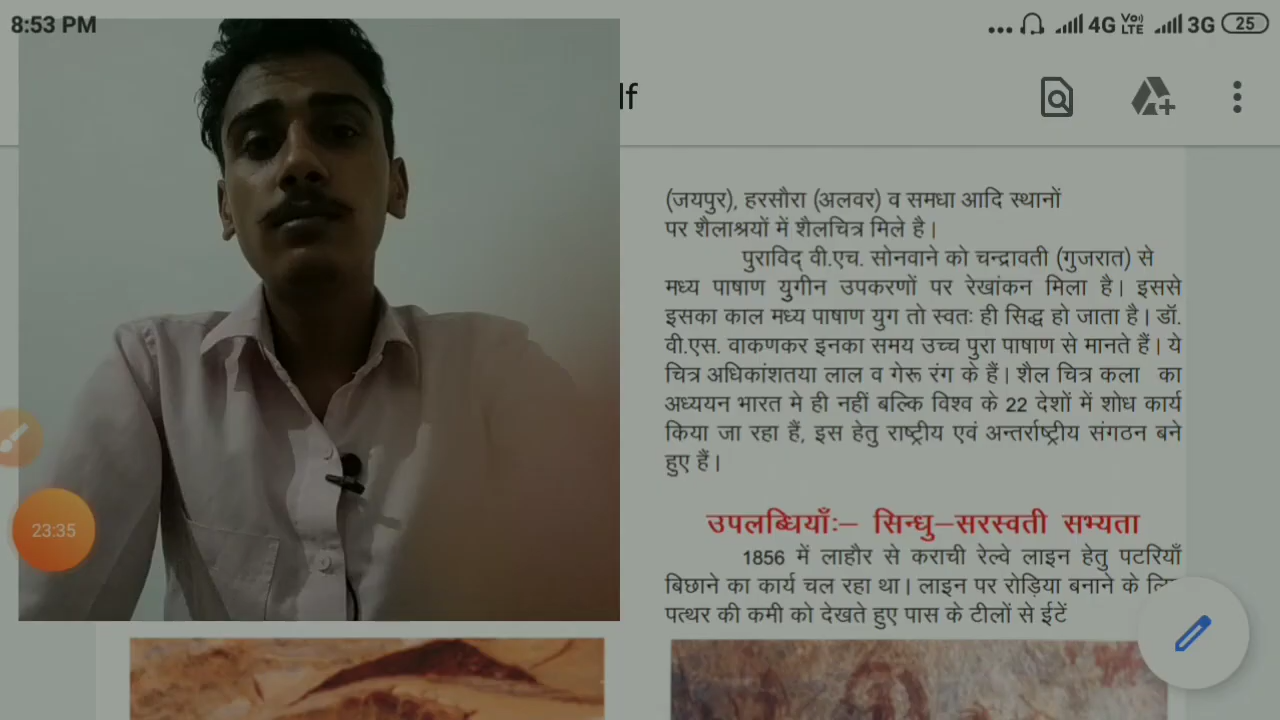 8:53 PM
4G VoLTE 3G 25
lf
(जयपुर), हरसौरा (अलवर) व समधा आदि स्थानों
पर शैलाश्रयों में शैलचित्र मिले है।
पुराविद् वी.एच. सोनवाने को चन्द्रावती (गुजरात) से
मध्य पाषाण युगीन उपकरणों पर रेखांकन मिला है। इससे
इसका काल मध्य पाषाण युग तो स्वतः ही सिद्ध हो जाता है। डॉ.
वी.एस. वाकणकर इनका समय उच्च पुरा पाषाण से मानते हैं। ये
चित्र अधिकांशतया लाल व गेरू रंग के हैं। शैल चित्र कला का
अध्ययन भारत मे ही नहीं बल्कि विश्व के 22 देशों में शोध कार्य
किया जा रहा हैं, इस हेतु राष्ट्रीय एवं अन्तर्राष्ट्रीय संगठन बने
हुए हैं।
23:35
उपलब्धियाँः– सिन्धु–सरस्वती सभ्यता
1856 में लाहौर से कराची रेल्वे लाइन हेतु पटरियाँ
बिछाने का कार्य चल रहा था। लाइन पर रोड़िया बनाने के
पत्थर की कमी को देखते हुए पास के टीलों से ईटें